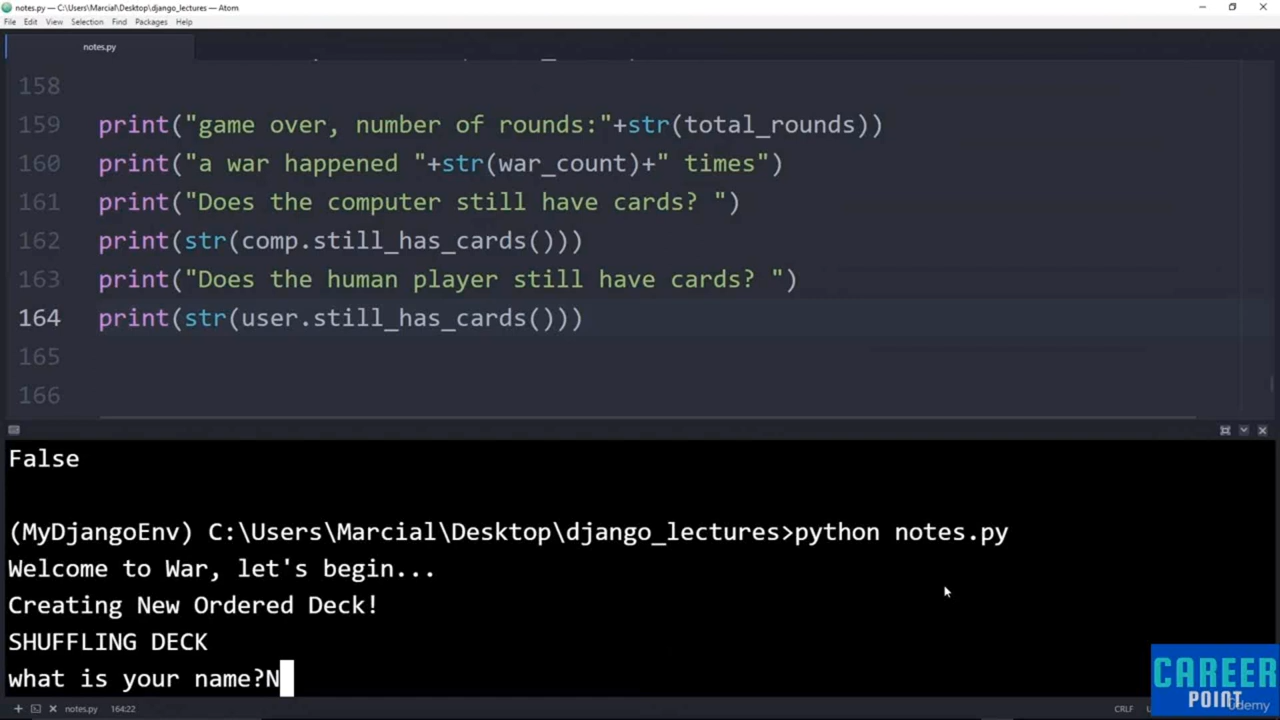 notes.py — C:\Users\Marcial\Desktop\django_lectures — Atom
File Edit View Selection Find Packages Help
notes.py
158
159 print("game over, number of rounds:"+str(total_rounds))
160 print("a war happened "+str(war_count)+" times")
161 print("Does the computer still have cards? ")
162 print(str(comp.still_has_cards()))
163 print("Does the human player still have cards? ")
164 print(str(user.still_has_cards()))
165
166
False
(MyDjangoEnv) C:\Users\Marcial\Desktop\django_lectures>python notes.py
Welcome to War, let's begin...
Creating New Ordered Deck!
SHUFFLING DECK
what is your name?N
CAREER
POINT
Udemy
notes.py 164:22 CRLF